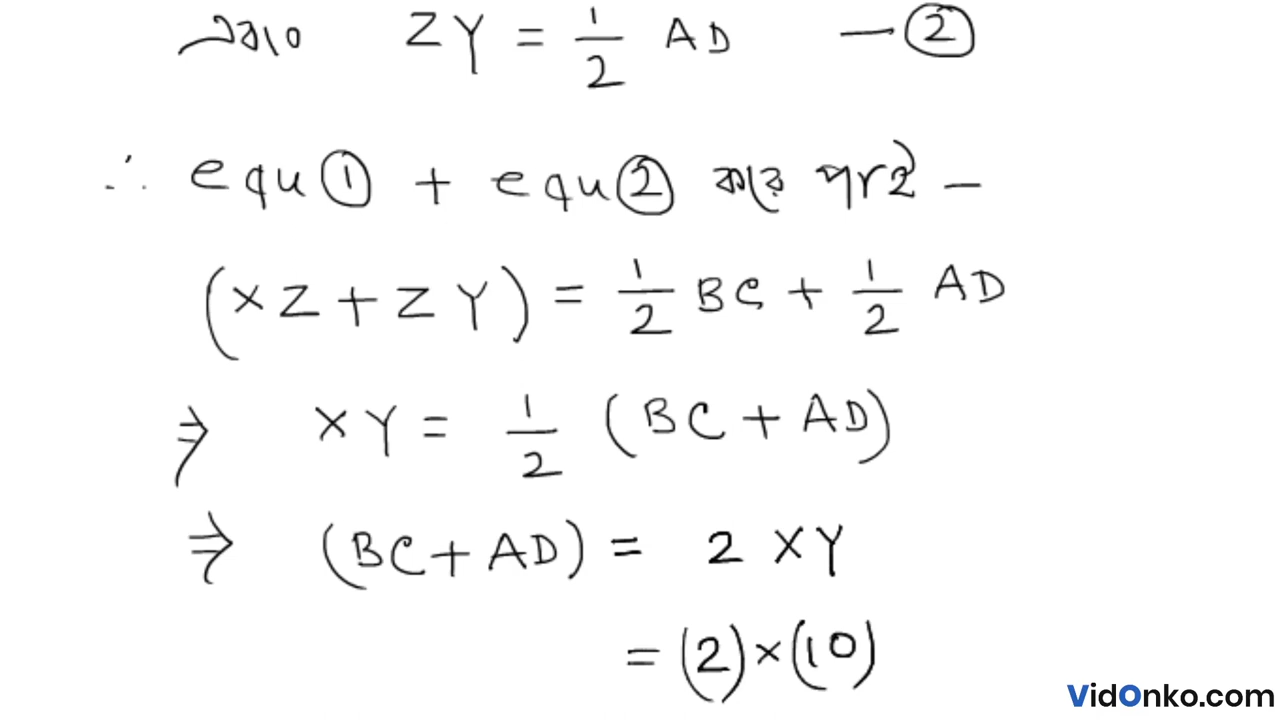 এবং ZY = 1/2 AD — ②
∴ equ ① + equ ② করে পাই —
(XZ + ZY) = 1/2 BC + 1/2 AD
⇒ XY = 1/2 (BC + AD)
⇒ (BC + AD) = 2 XY
= (2) × (10)
VidOnko.com